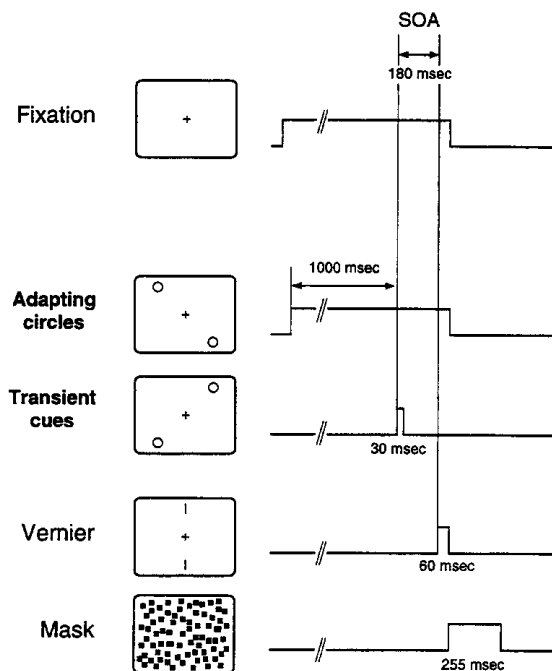 SOA
180 msec
Fixation
1000 msec
Adapting
circles
Transient
cues
30 msec
Vernier
60 msec
Mask
255 msec